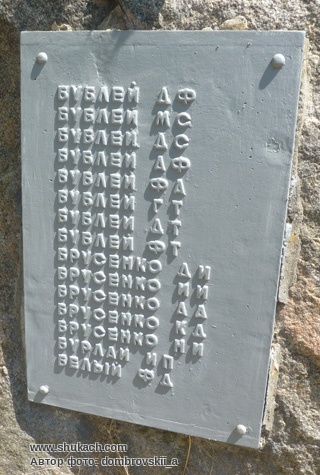 БУБЛЕЙ Д Ф
БУБЛЕЙ М С
БУБЛЕЙ Д С
БУБЛЕЙ А Ф
БУБЛЕЙ Ф А
БУБЛЕЙ Г Т
БУБЛЕЙ Д Т
БУБЛЕЙ Ф Т
БРУСЕНКО Д И
БРУСЕНКО
БРУСЕНКО
БРУСЕНКО
БРУСЕНКО
БУРЛАЙ И П
БЕЛЫЙ Ф А
www.shukach.com
Автор фото: dombrovskii_a